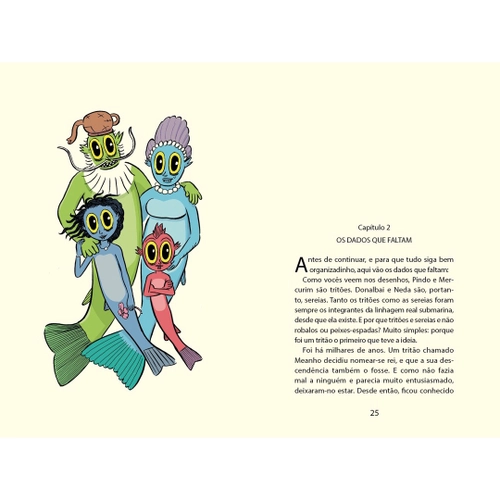 Capítulo 2
OS DADOS QUE FALTAM
Antes de continuar, e para que tudo siga bem
organizadinho, aqui vão os dados que faltam:
Como vocês veem nos desenhos, Pindo e Mer-
curim são tritões. Donalbai e Neda são, portan-
to, sereias. Tanto os tritões como as sereias foram
sempre os integrantes da linhagem real submarina,
desde que ela existe. E por que tritões e sereias e não
robalos ou peixes-espadas? Muito simples: porque
foi um tritão o primeiro que teve a ideia.
Foi há milhares de anos. Um tritão chamado
Meanho decidiu nomear-se rei, e que a sua des-
cendência também o fosse. E como não fazia
mal a ninguém e parecia muito entusiasmado,
deixaram-no estar. Desde então, ficou conhecido
25